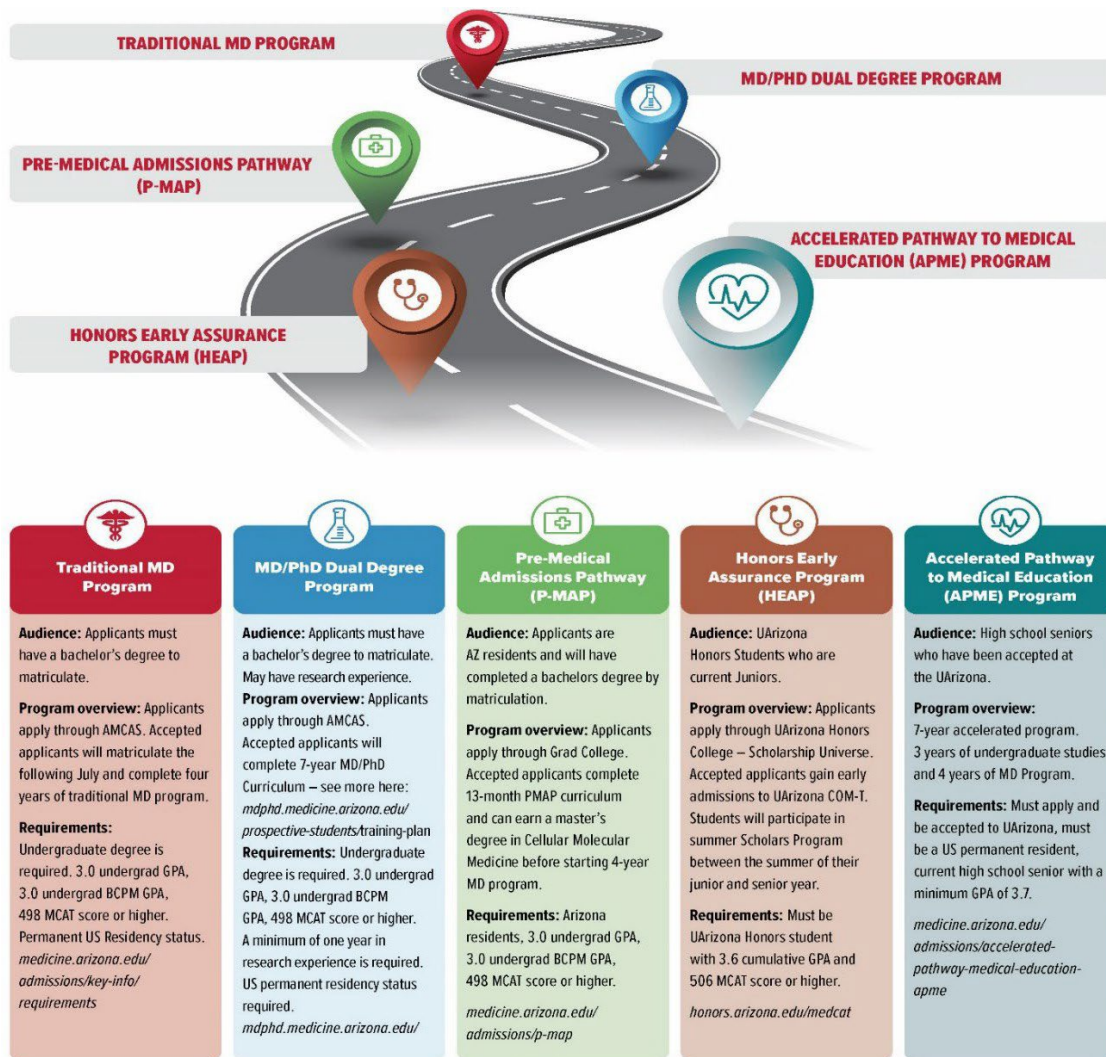 TRADITIONAL MD PROGRAM
MD/PHD DUAL DEGREE PROGRAM
PRE-MEDICAL ADMISSIONS PATHWAY
(P-MAP)
ACCELERATED PATHWAY TO MEDICAL
EDUCATION (APME) PROGRAM
HONORS EARLY ASSURANCE
PROGRAM (HEAP)
Traditional MD
Program
Audience: Applicants must
have a bachelor's degree to
matriculate.
Program overview: Applicants
apply through AMCAS. Accepted
applicants will matriculate the
following July and complete four
years of traditional MD program.
Requirements:
Undergraduate degree is
required. 3.0 undergrad GPA,
3.0 undergrad BCPM GPA,
498 MCAT score or higher.
Permanent US Residency status.
medicine.arizona.edu/
admissions/key-info/
requirements
MD/PhD Dual Degree
Program
Audience: Applicants must have
a bachelor's degree to matriculate.
May have research experience.
Program overview: Applicants
apply through AMCAS.
Accepted applicants will
complete 7-year MD/PhD
Curriculum – see more here:
mdphd.medicine.arizona.edu/
prospective-students/training-plan
Requirements: Undergraduate
degree is required. 3.0 undergrad
GPA, 3.0 undergrad BCPM
GPA, 498 MCAT score or higher.
A minimum of one year in
research experience is required.
US permanent residency status
required.
mdphd.medicine.arizona.edu/
Pre-Medical
Admissions Pathway
(P-MAP)
Audience: Applicants are
AZ residents and will have
completed a bachelors degree by
matriculation.
Program overview: Applicants
apply through Grad College.
Accepted applicants complete
13-month PMAP curriculum
and can earn a master's
degree in Cellular Molecular
Medicine before starting 4-year
MD program.
Requirements: Arizona
residents, 3.0 undergrad GPA,
3.0 undergrad BCPM GPA,
498 MCAT score or higher.
medicine.arizona.edu/
admissions/p-map
Honors Early
Assurance Program
(HEAP)
Audience: UArizona
Honors Students who are
current Juniors.
Program overview: Applicants
apply through UArizona Honors
College – Scholarship Universe.
Accepted applicants gain early
admissions to UArizona COM-T.
Students will participate in
summer Scholars Program
between the summer of their
junior and senior year.
Requirements: Must be
UArizona Honors student
with 3.6 cumulative GPA and
506 MCAT score or higher.
honors.arizona.edu/medcat
Accelerated Pathway
to Medical Education
(APME) Program
Audience: High school seniors
who have been accepted at
the UArizona.
Program overview:
7-year accelerated program.
3 years of undergraduate studies
and 4 years of MD Program.
Requirements: Must apply and
be accepted to UArizona, must
be a US permanent resident,
current high school senior with a
minimum GPA of 3.7.
medicine.arizona.edu/
admissions/accelerated-
pathway-medical-education-
apme